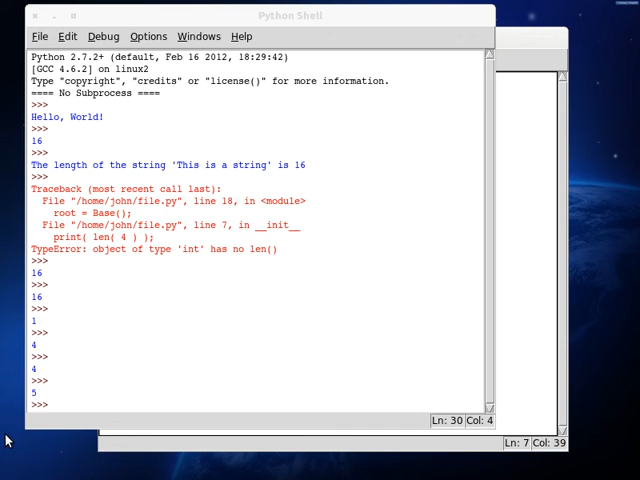 Python Shell
File Edit Debug Options Windows Help
Python 2.7.2+ (default, Feb 16 2012, 18:29:42)
[GCC 4.6.2] on linux2
Type "copyright", "credits" or "license()" for more information.
==== No Subprocess ====
>>>
Hello, World!
>>>
16
>>>
The length of the string 'This is a string' is 16
>>>
Traceback (most recent call last):
  File "/home/john/file.py", line 18, in <module>
    root = Base();
  File "/home/john/file.py", line 7, in __init__
    print( len( 4 ) );
TypeError: object of type 'int' has no len()
>>>
16
>>>
16
>>>
1
>>>
4
>>>
4
>>>
5
>>>
Ln: 30 Col: 4
Ln: 7 Col: 39